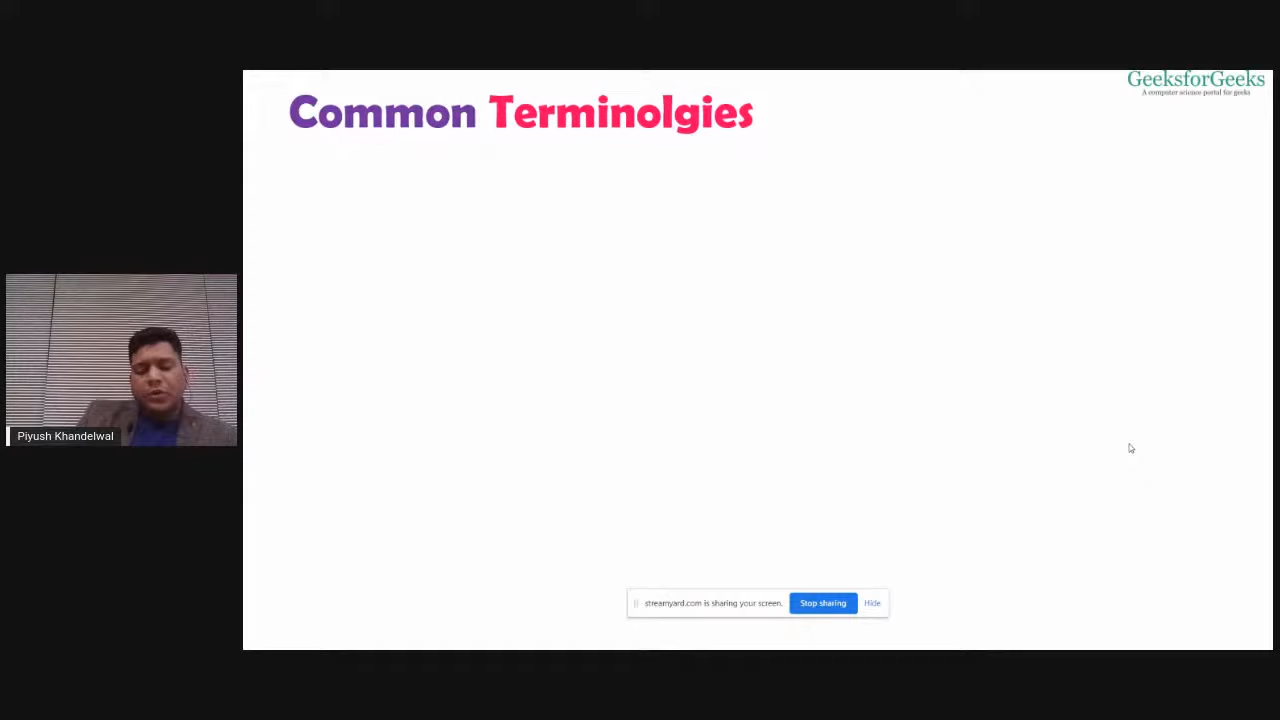 GeeksforGeeks
A computer science portal for geeks
Common Terminolgies
Piyush Khandelwal
streamyard.com is sharing your screen. Stop sharing Hide